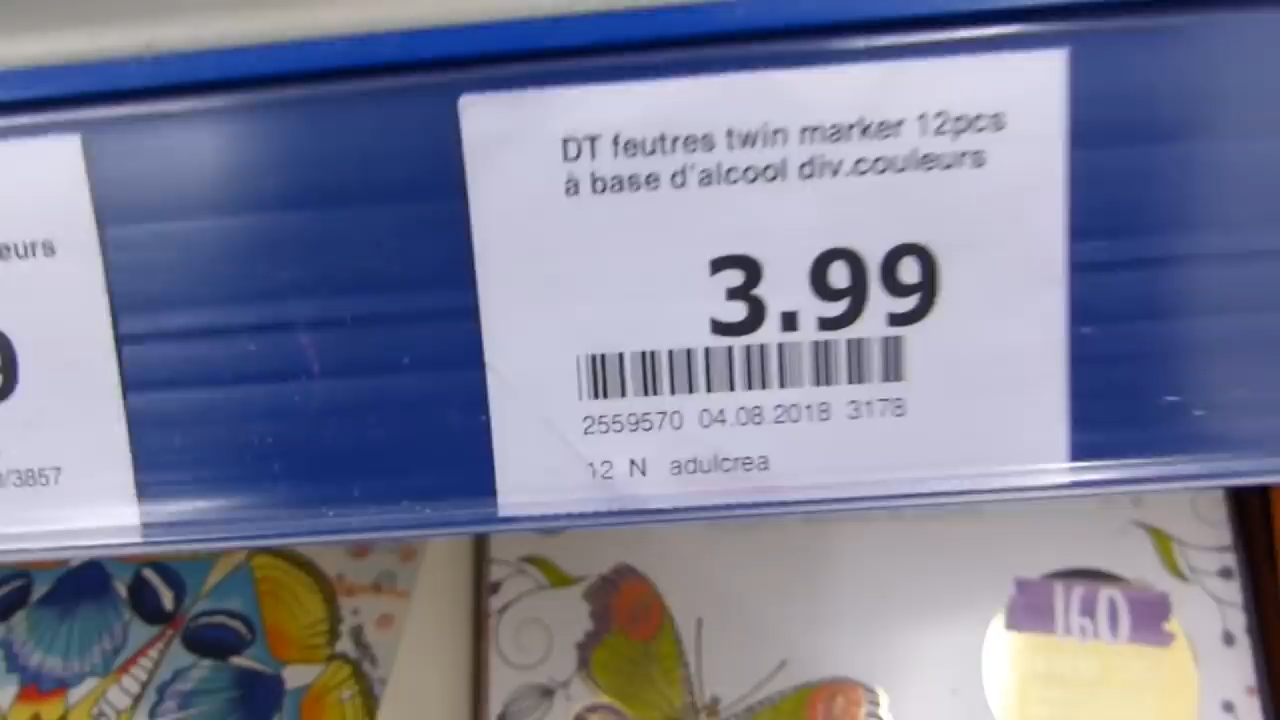 DT feutres twin marker 12pcs
à base d'alcool div.couleurs
3.99
2559570 04.08.2018 3178
12 N adulcrea
eurs
9
/3857
160